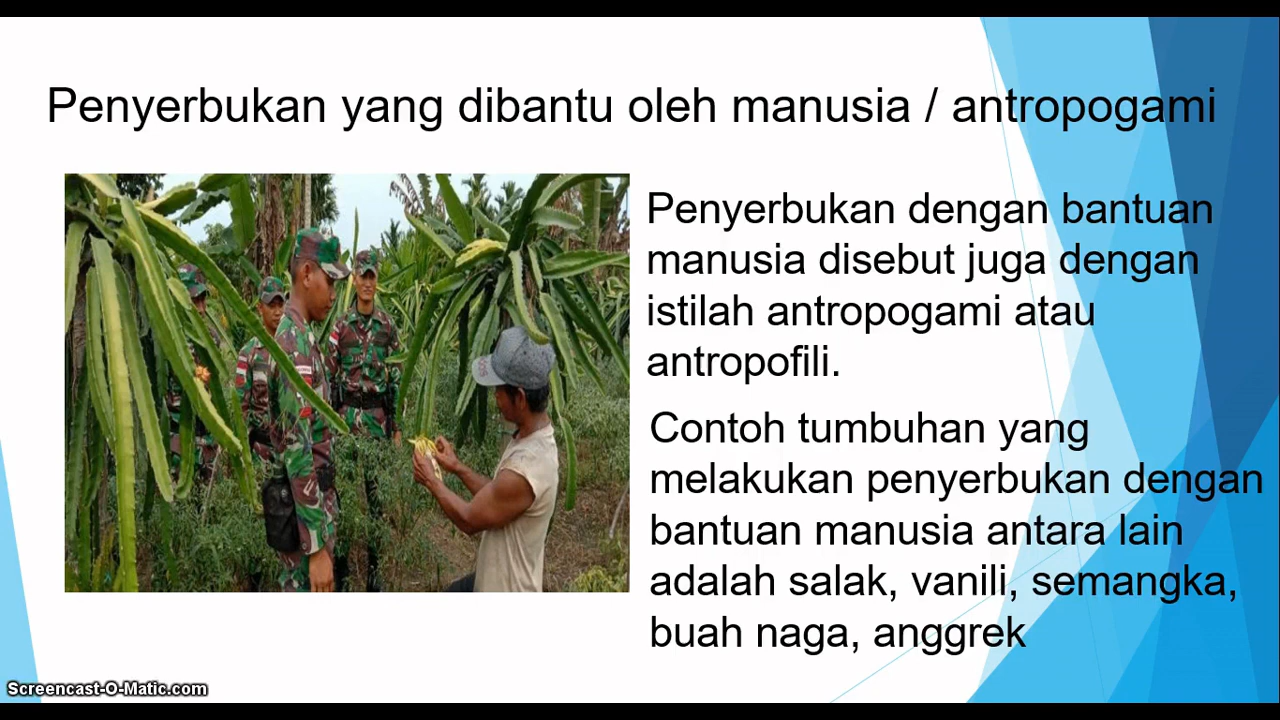 Penyerbukan yang dibantu oleh manusia / antropogami
Penyerbukan dengan bantuan
manusia disebut juga dengan
istilah antropogami atau
antropofili.
Contoh tumbuhan yang
melakukan penyerbukan dengan
bantuan manusia antara lain
adalah salak, vanili, semangka,
buah naga, anggrek
Screencast-O-Matic.com